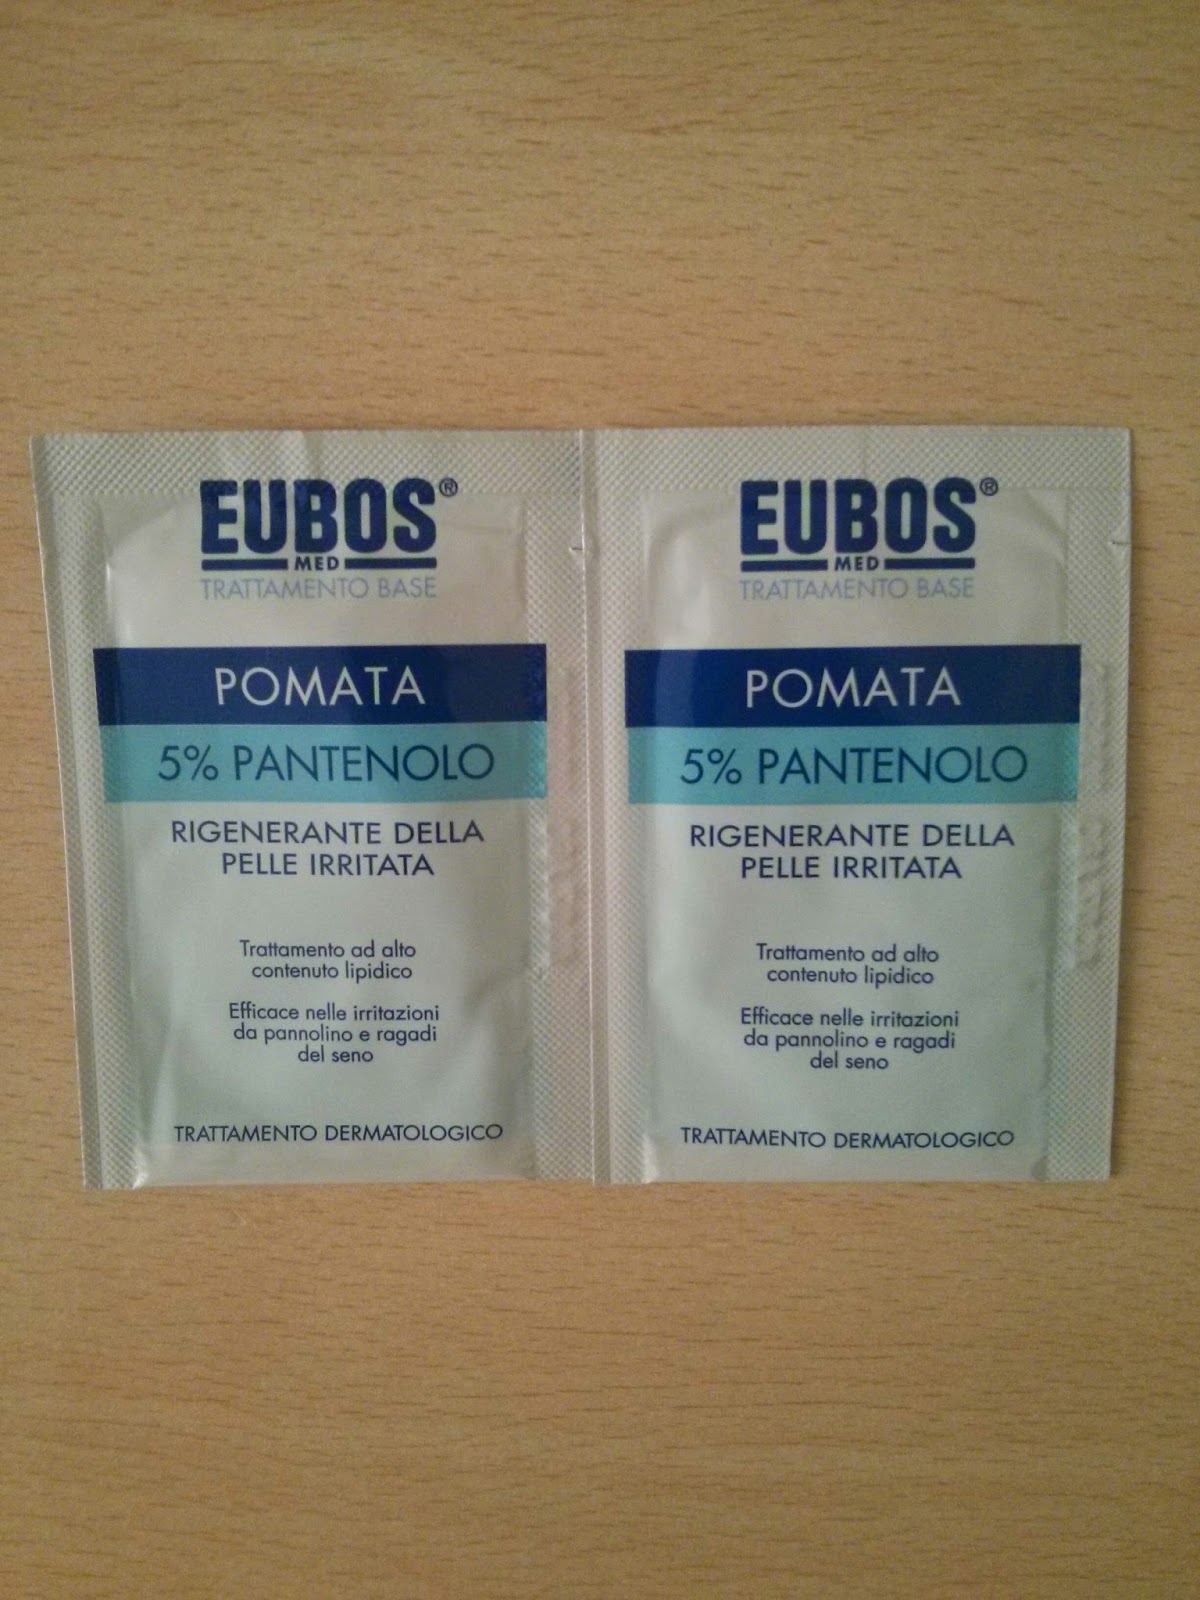 EUBOS®
MED
TRATTAMENTO BASE
POMATA
5% PANTENOLO
RIGENERANTE DELLA
PELLE IRRITATA
Trattamento ad alto
contenuto lipidico
Efficace nelle irritazioni
da pannolino e ragadi
del seno
TRATTAMENTO DERMATOLOGICO
EUBOS®
MED
TRATTAMENTO BASE
POMATA
5% PANTENOLO
RIGENERANTE DELLA
PELLE IRRITATA
Trattamento ad alto
contenuto lipidico
Efficace nelle irritazioni
da pannolino e ragadi
del seno
TRATTAMENTO DERMATOLOGICO